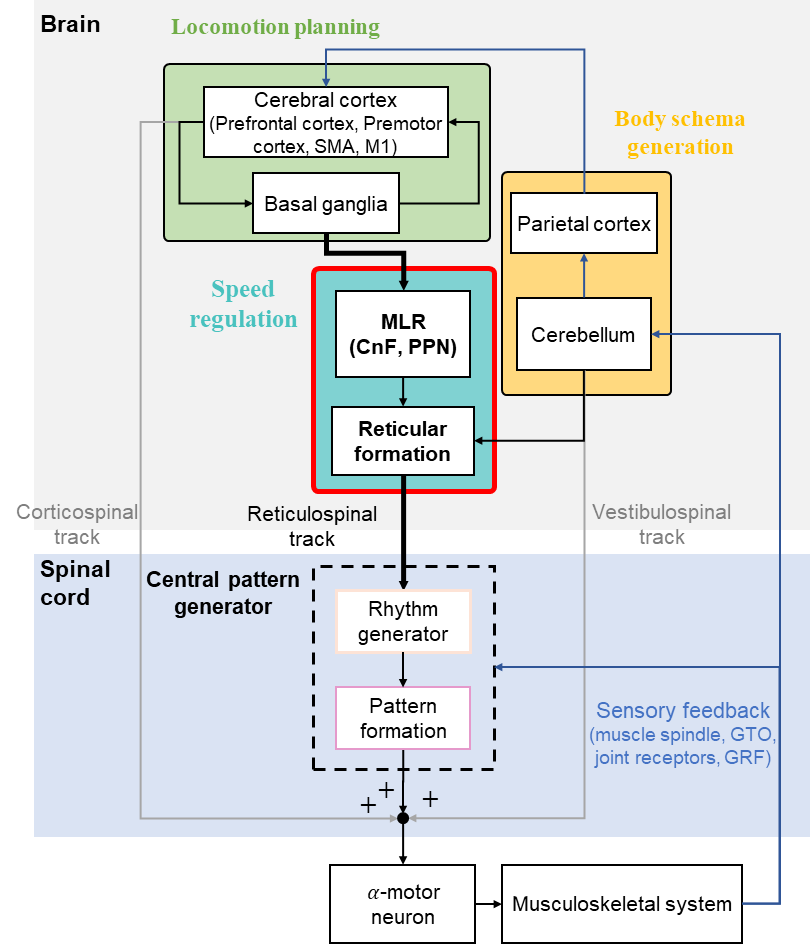 Brain
Locomotion planning
Cerebral cortex
(Prefrontal cortex, Premotor
cortex, SMA, M1)
Basal ganglia
Body schema
generation
Parietal cortex
Cerebellum
Speed
regulation
MLR
(CnF, PPN)
Reticular
formation
Corticospinal
track
Reticulospinal
track
Vestibulospinal
track
Spinal
cord
Central pattern
generator
Rhythm
generator
Pattern
formation
Sensory feedback
(muscle spindle, GTO,
joint receptors, GRF)
+
+
+
α-motor
neuron
Musculoskeletal system